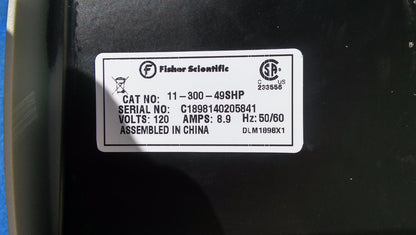 Fisher Scientific
C US
233556
CAT NO: 11-300-49SHP
SERIAL NO: C1898140205841
VOLTS: 120 AMPS: 8.9 Hz: 50/60
ASSEMBLED IN CHINA DLM1898X1